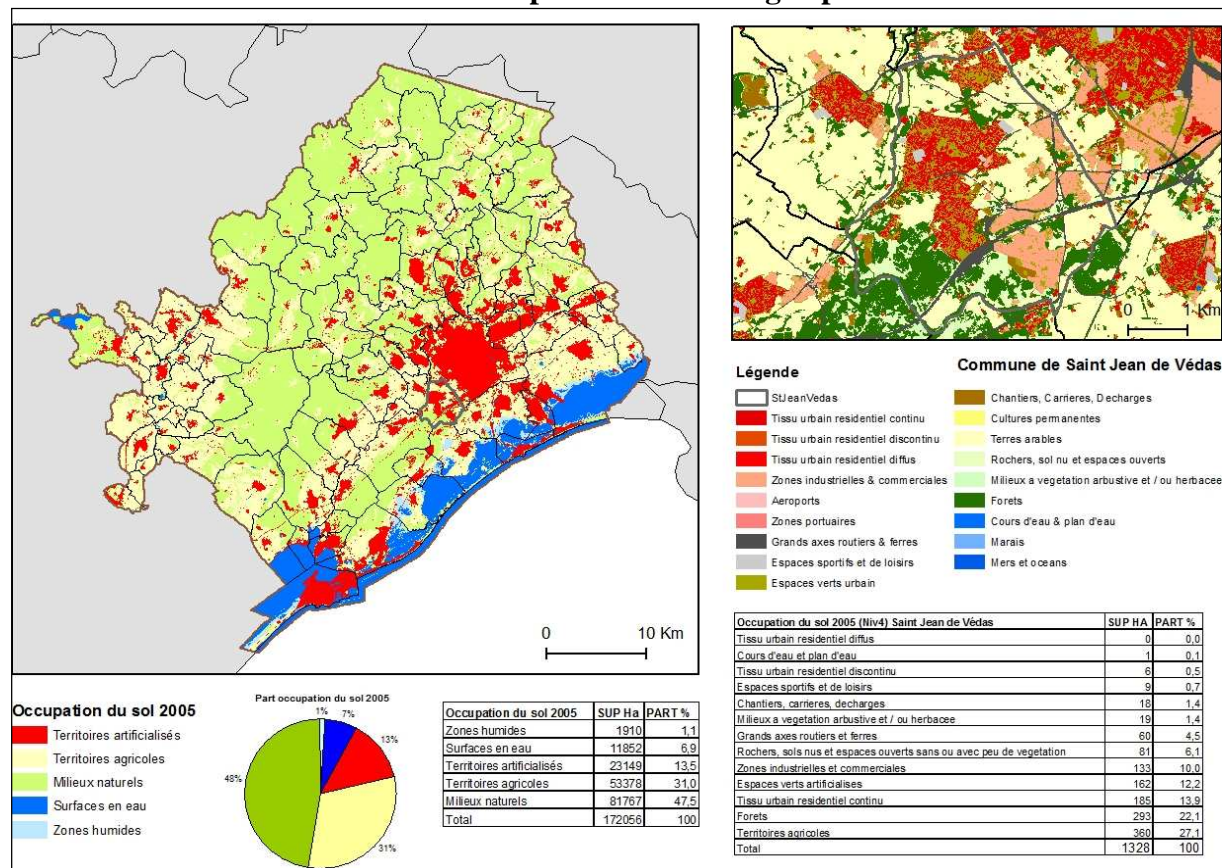 0 10 Km
0 1 Km
Légende
Commune de Saint Jean de Védas
StJeanVedas
Tissu urbain residentiel continu
Tissu urbain residentiel discontinu
Tissu urbain residentiel diffus
Zones industrielles & commerciales
Aeroports
Zones portuaires
Grands axes routiers & ferres
Espaces sportifs et de loisirs
Espaces verts urbain
Chantiers, Carrieres, Decharges
Cultures permanentes
Terres arables
Rochers, sol nu et espaces ouverts
Milieux a vegetation arbustive et / ou herbacee
Forets
Cours d'eau & plan d'eau
Marais
Mers et oceans
Occupation du sol 2005
Territoires artificialisés
Territoires agricoles
Milieux naturels
Surfaces en eau
Zones humides
Part occupation du sol 2005
1%
7%
13%
48%
31%
Occupation du sol 2005 SUP Ha PART %
Zones humides 1910 1,1
Surfaces en eau 11852 6,9
Territoires artificialisés 23149 13,5
Territoires agricoles 53378 31,0
Milieux naturels 81767 47,5
Total 172056 100
Occupation du sol 2005 (Niv4) Saint Jean de Védas SUP HA PART %
Tissu urbain residentiel diffus 0 0,0
Cours d'eau et plan d'eau 1 0,1
Tissu urbain residentiel discontinu 6 0,5
Espaces sportifs et de loisirs 9 0,7
Chantiers, carrieres, decharges 18 1,4
Milieux a vegetation arbustive et / ou herbacee 19 1,4
Grands axes routiers et ferres 60 4,5
Rochers, sols nus et espaces ouverts sans ou avec peu de vegetation 81 6,1
Zones industrielles et commerciales 133 10,0
Espaces verts artificialises 162 12,2
Tissu urbain residentiel continu 185 13,9
Forets 293 22,1
Territoires agricoles 360 27,1
Total 1328 100